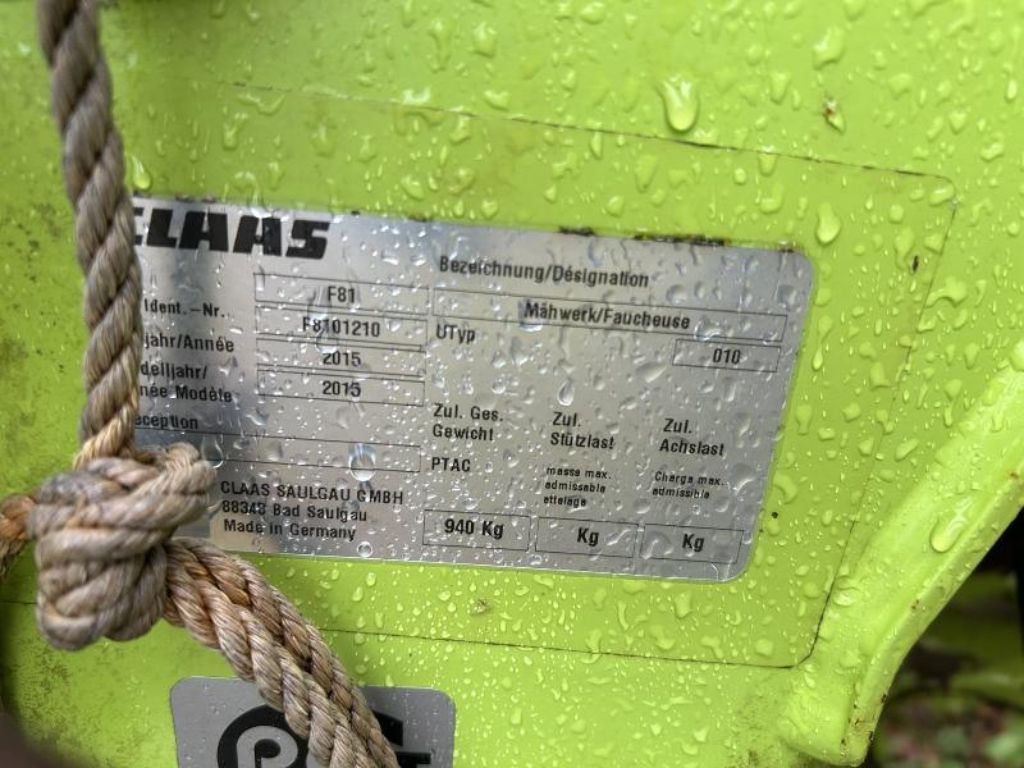 CLAAS
Bezeichnung/Désignation
F81
Mähwerk/Faucheuse
Ident.-Nr.
F8101210
UTyp
010
jahr/Année
2015
delljahr/
née Modèle
2015
eception
Zul. Ges.
Gewicht
PTAC
Zul.
Stützlast
masse max.
admissable
attelage
Zul.
Achslast
Charge max.
admissible
CLAAS SAULGAU GMBH
88348 Bad Saulgau
Made in Germany
940 Kg
Kg
Kg